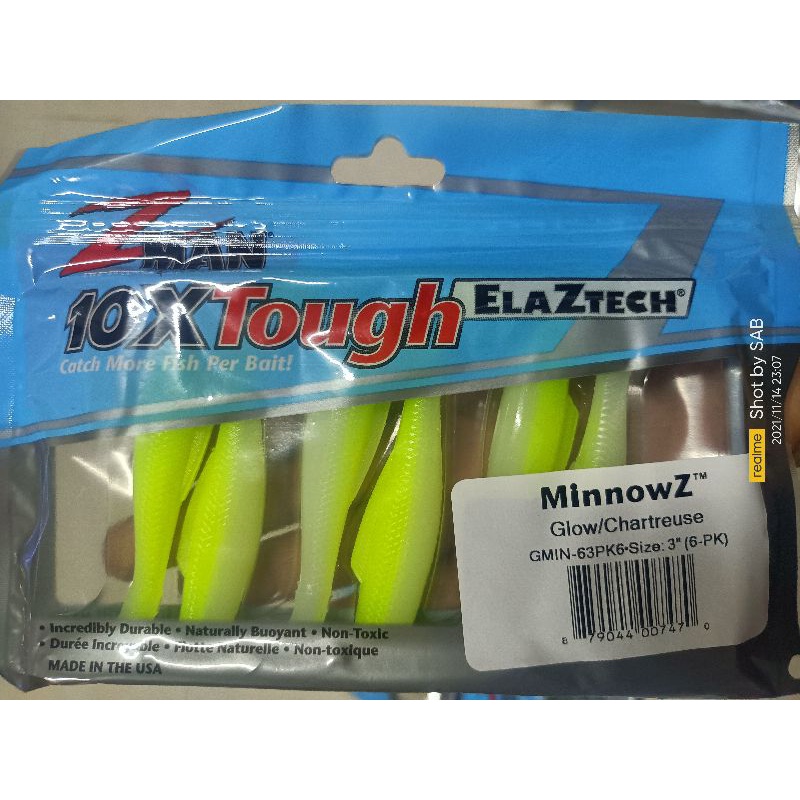 Z MAN
10X Tough ELAZTECH®
Catch More Fish Per Bait!
MinnowZ™
Glow/Chartreuse
GMIN-63PK6•Size: 3" (6-PK)
8 79044 00747 0
• Incredibly Durable • Naturally Buoyant • Non-Toxic
• Durée Incroyable • Flotte Naturelle • Non-toxique
MADE IN THE USA
realme Shot by SAB
2021/11/14 23:07